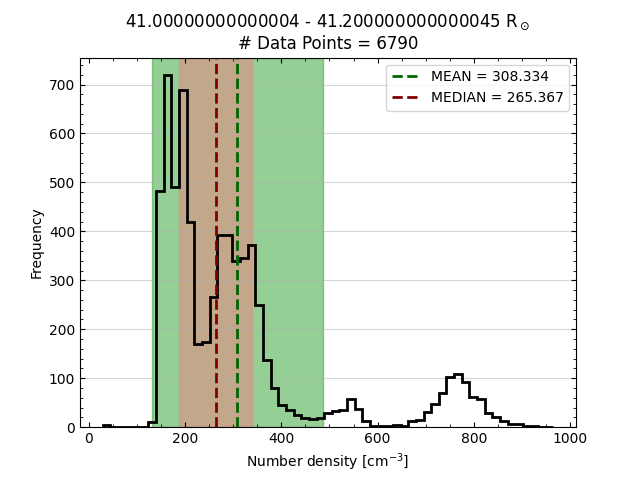 41.00000000000004 - 41.200000000000045 R⊙
# Data Points = 6790
MEAN = 308.334
MEDIAN = 265.367
700
600
500
400
300
200
100
0
Frequency
0 200 400 600 800 1000
Number density [cm⁻³]